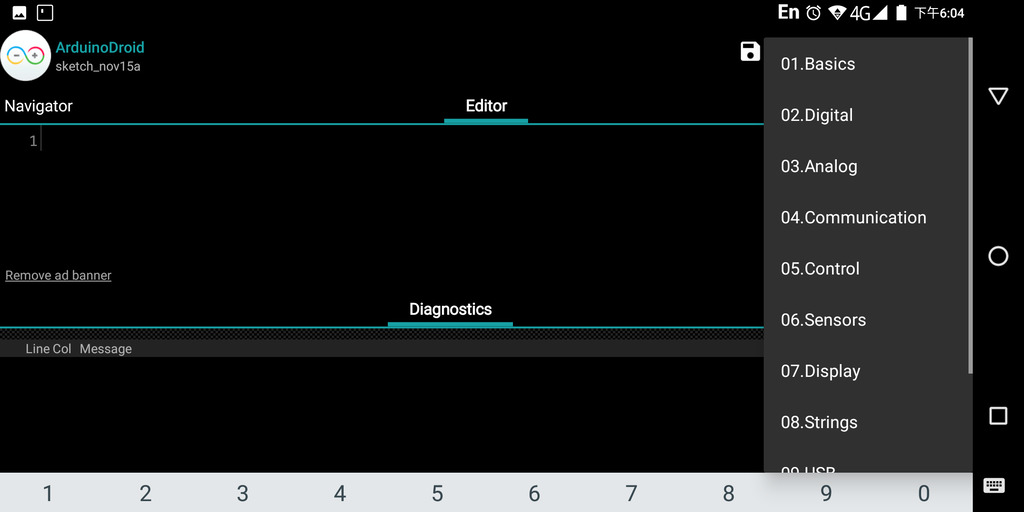 En 4G 下午6:04
ArduinoDroid
sketch_nov15a
Navigator
Editor
1
Remove ad banner
Diagnostics
Line Col Message
01.Basics
02.Digital
03.Analog
04.Communication
05.Control
06.Sensors
07.Display
08.Strings
09.USB
1 2 3 4 5 6 7 8 9 0